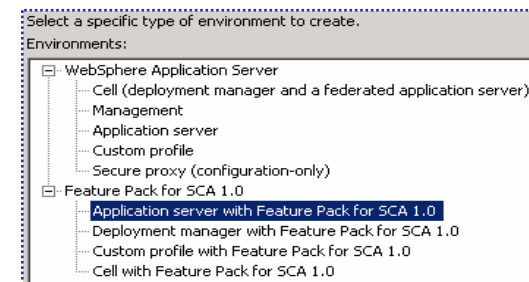 Select a specific type of environment to create.
Environments:
WebSphere Application Server
Cell (deployment manager and a federated application server)
Management
Application server
Custom profile
Secure proxy (configuration-only)
Feature Pack for SCA 1.0
Application server with Feature Pack for SCA 1.0
Deployment manager with Feature Pack for SCA 1.0
Custom profile with Feature Pack for SCA 1.0
Cell with Feature Pack for SCA 1.0